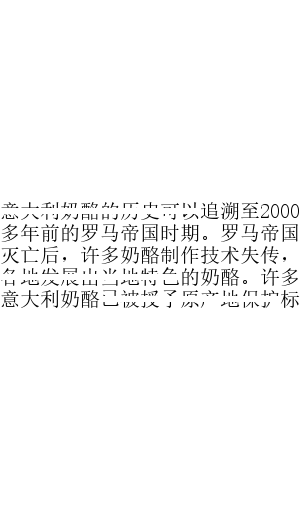 意大利奶酪的历史可以追溯至2000
多年前的罗马帝国时期。罗马帝国
灭亡后，许多奶酪制作技术失传，
各地发展出当地特色的奶酪。许多
意大利奶酪已被授予原产地保护标